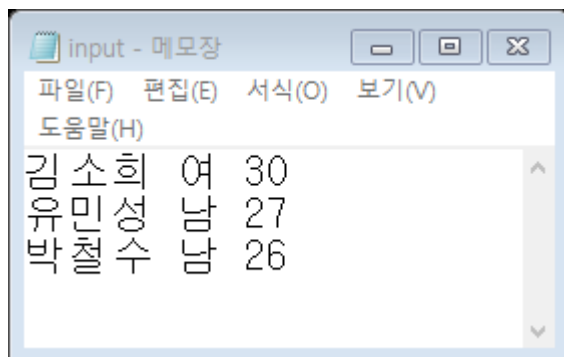 input - 메모장
파일(F) 편집(E) 서식(O) 보기(V)
도움말(H)
김소희 여 30
유민성 남 27
박철수 남 26